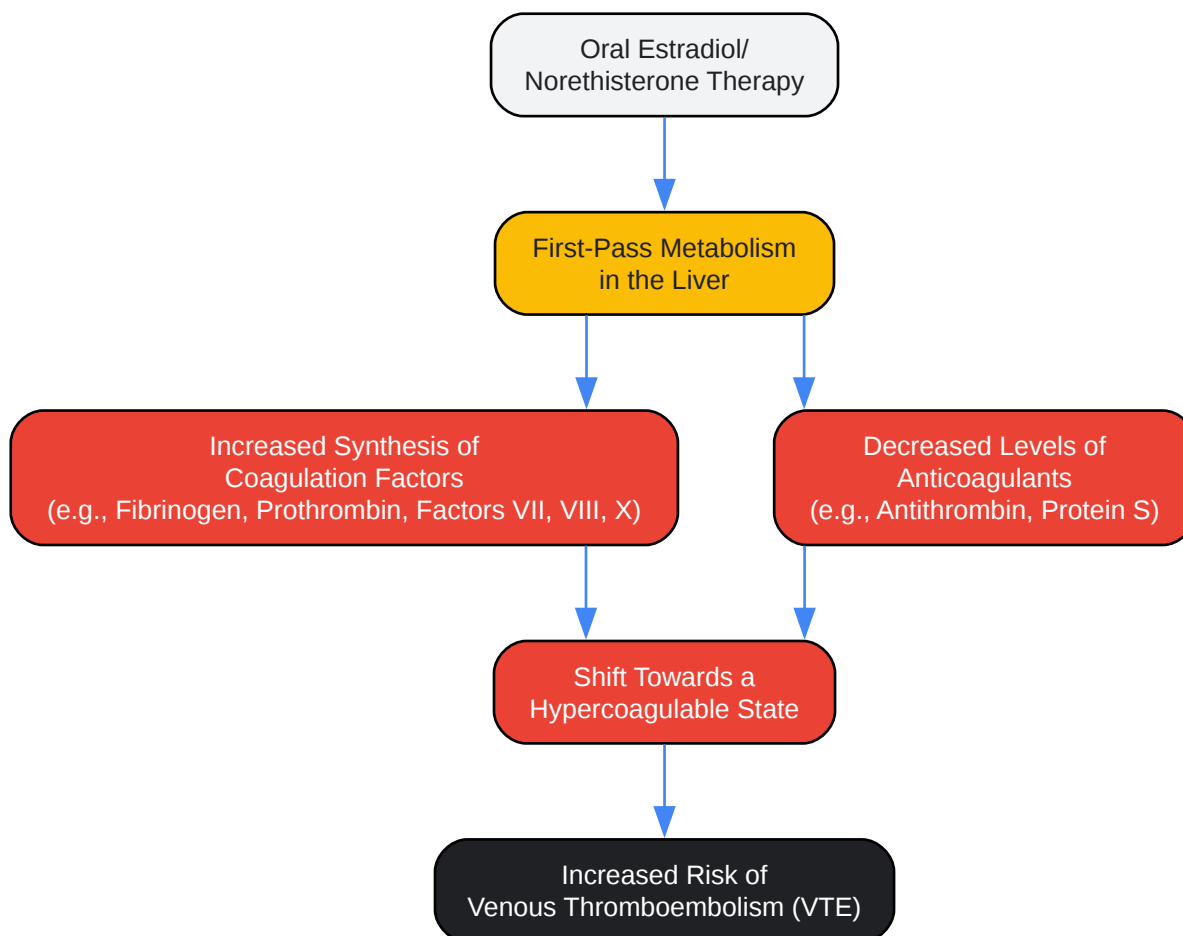 Oral Estradiol/
Norethisterone Therapy
First-Pass Metabolism
in the Liver
Increased Synthesis of
Coagulation Factors
(e.g., Fibrinogen, Prothrombin, Factors VII, VIII, X)
Decreased Levels of
Anticoagulants
(e.g., Antithrombin, Protein S)
Shift Towards a
Hypercoagulable State
Increased Risk of
Venous Thromboembolism (VTE)